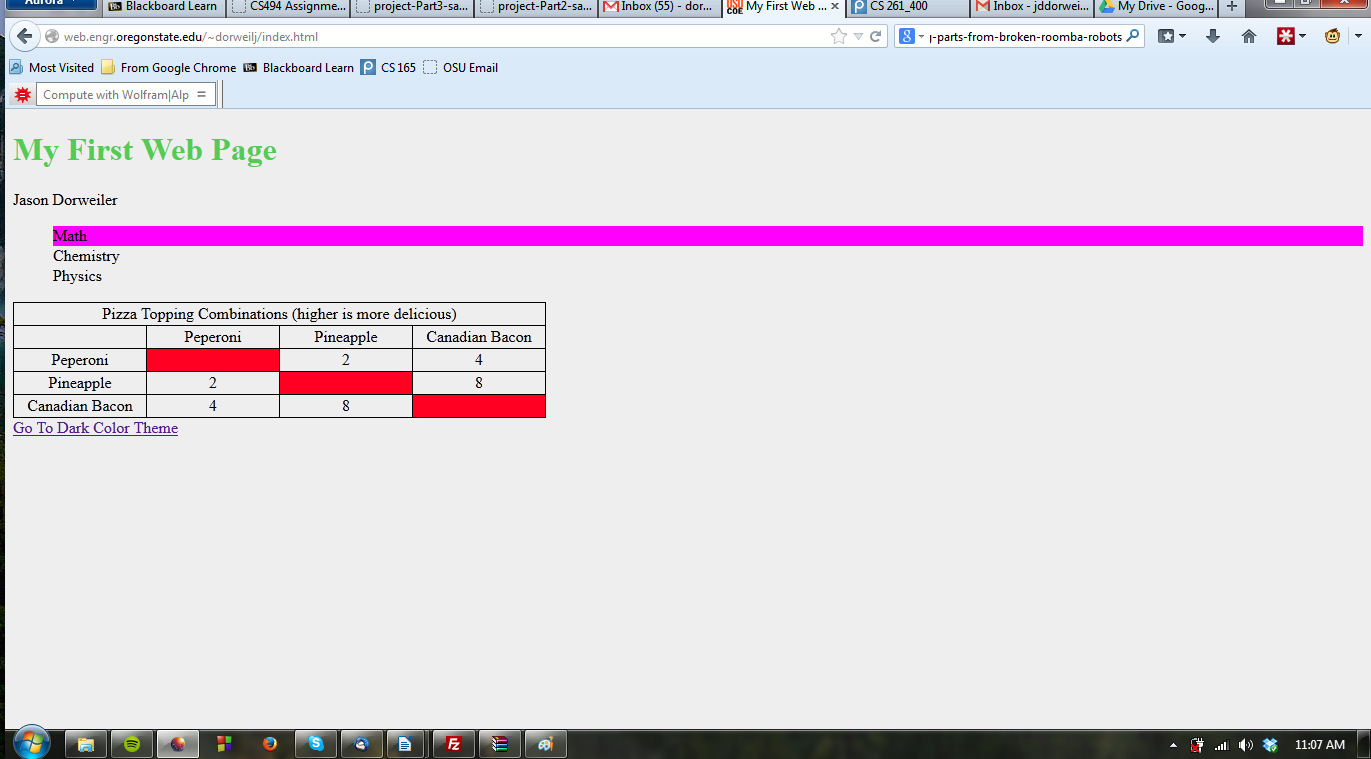 Aurora
Blackboard Learn
CS494 Assignme...
project-Part3-sa...
project-Part2-sa...
Inbox (55) - dor...
My First Web ...
CS 261_400
Inbox - jddorwei...
My Drive - Goog...
web.engr.oregonstate.edu/~dorweilj/index.html
-parts-from-broken-roomba-robots
Most Visited From Google Chrome Bb Blackboard Learn CS 165 OSU Email
Compute with Wolfram|Alp =
My First Web Page
Jason Dorweiler
Math
Chemistry
Physics
Pizza Topping Combinations (higher is more delicious)
Peperoni Pineapple Canadian Bacon
Peperoni 2 4
Pineapple 2 8
Canadian Bacon 4 8
Go To Dark Color Theme
11:07 AM